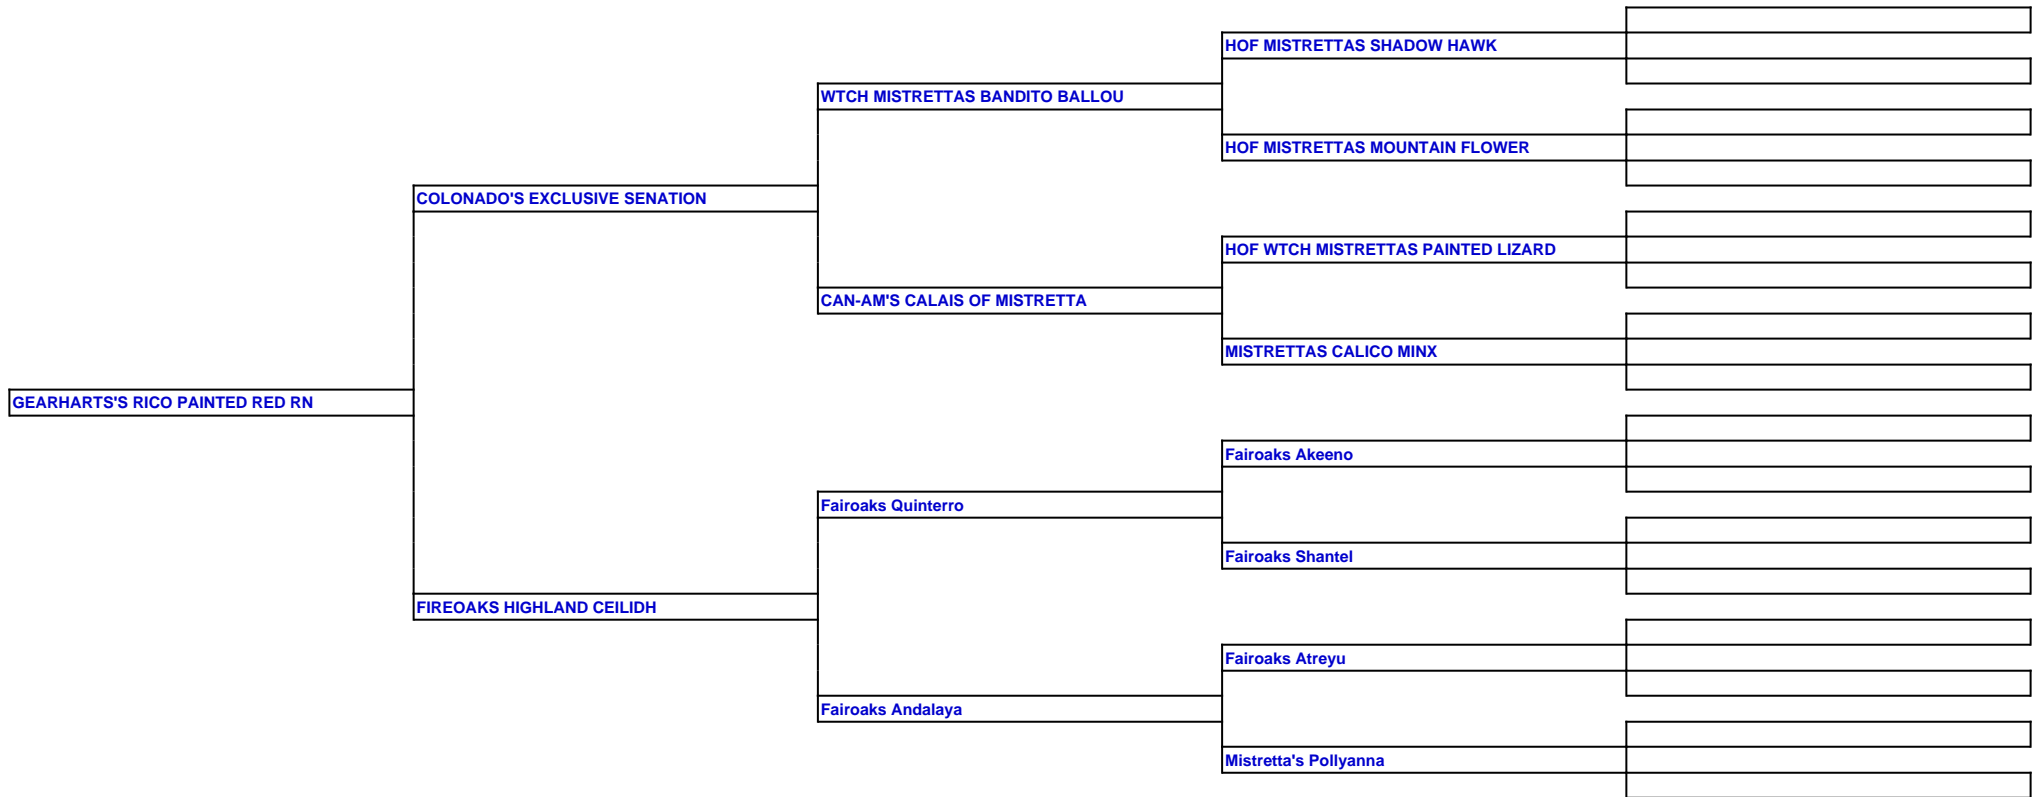 HOF MISTRETTAS SHADOW HAWK
WTCH MISTRETTAS BANDITO BALLOU
HOF MISTRETTAS MOUNTAIN FLOWER
COLONADO'S EXCLUSIVE SENATION
HOF WTCH MISTRETTAS PAINTED LIZARD
CAN-AM'S CALAIS OF MISTRETTA
MISTRETTAS CALICO MINX
GEARHARTS'S RICO PAINTED RED RN
Fairoaks Akeeno
Fairoaks Quinterro
Fairoaks Shantel
FIREOAKS HIGHLAND CEILIDH
Fairoaks Atreyu
Fairoaks Andalaya
Mistretta's Pollyanna